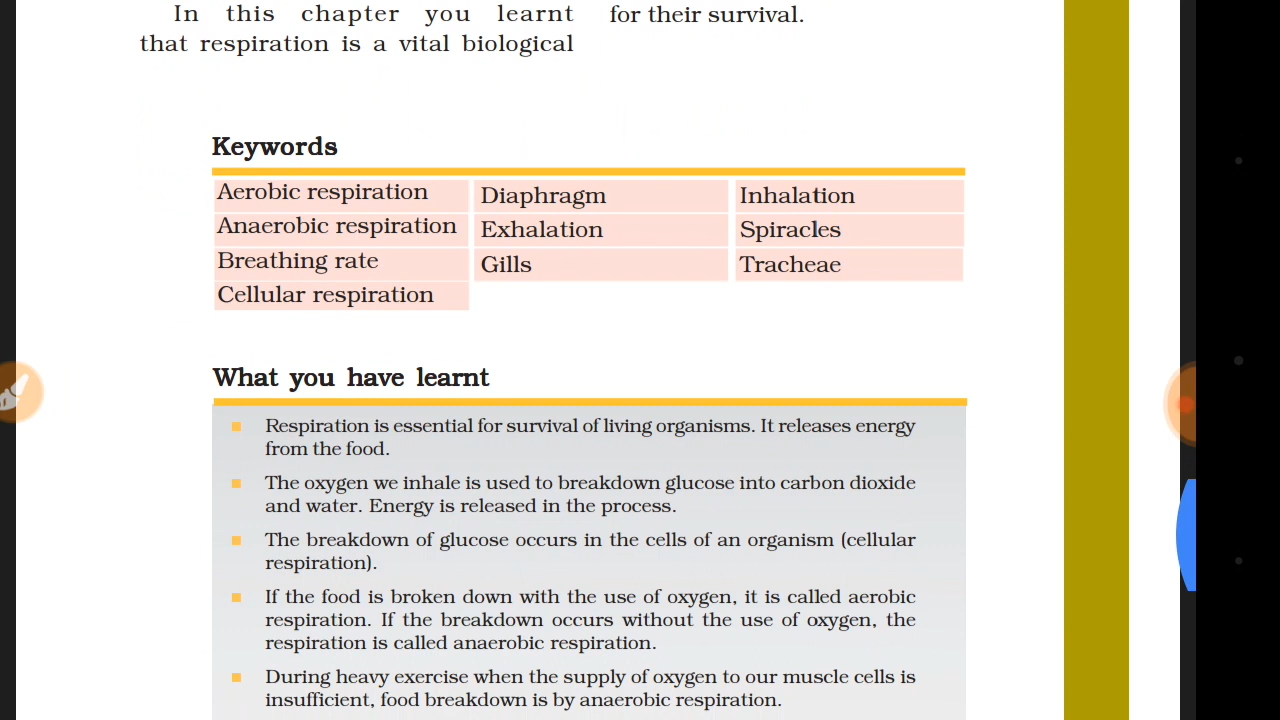 In this chapter you learnt
that respiration is a vital biological
for their survival.
Keywords
Aerobic respiration
Anaerobic respiration
Breathing rate
Cellular respiration
Diaphragm
Exhalation
Gills
Inhalation
Spiracles
Tracheae
What you have learnt
Respiration is essential for survival of living organisms. It releases energy
from the food.
The oxygen we inhale is used to breakdown glucose into carbon dioxide
and water. Energy is released in the process.
The breakdown of glucose occurs in the cells of an organism (cellular
respiration).
If the food is broken down with the use of oxygen, it is called aerobic
respiration. If the breakdown occurs without the use of oxygen, the
respiration is called anaerobic respiration.
During heavy exercise when the supply of oxygen to our muscle cells is
insufficient, food breakdown is by anaerobic respiration.